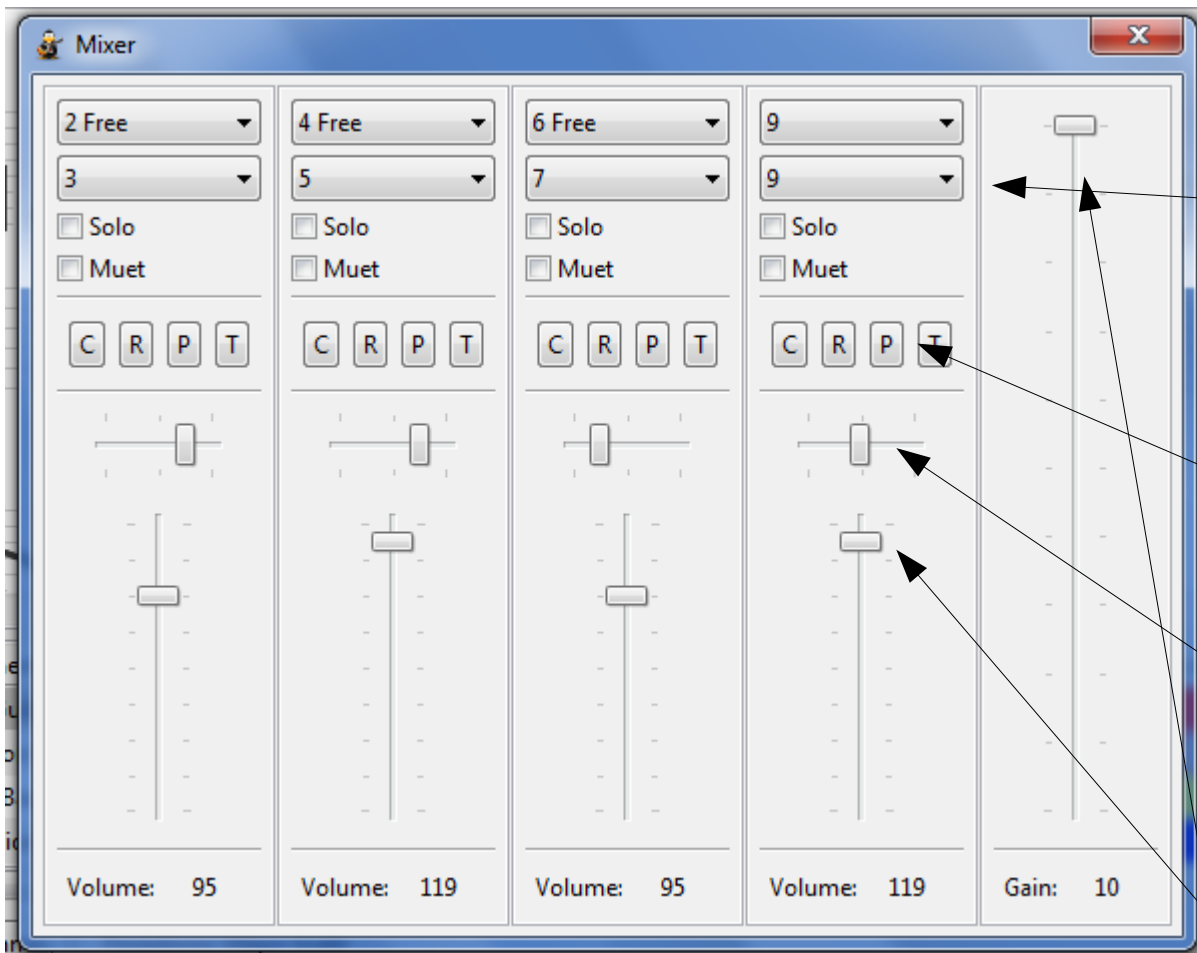 Mixer
2 Free 4 Free 6 Free 9
3 5 7 9
Solo Solo Solo Solo
Muet Muet Muet Muet
C R P T C R P T C R P T C R P T
Volume: 95 Volume: 119 Volume: 95 Volume: 119 Gain: 10